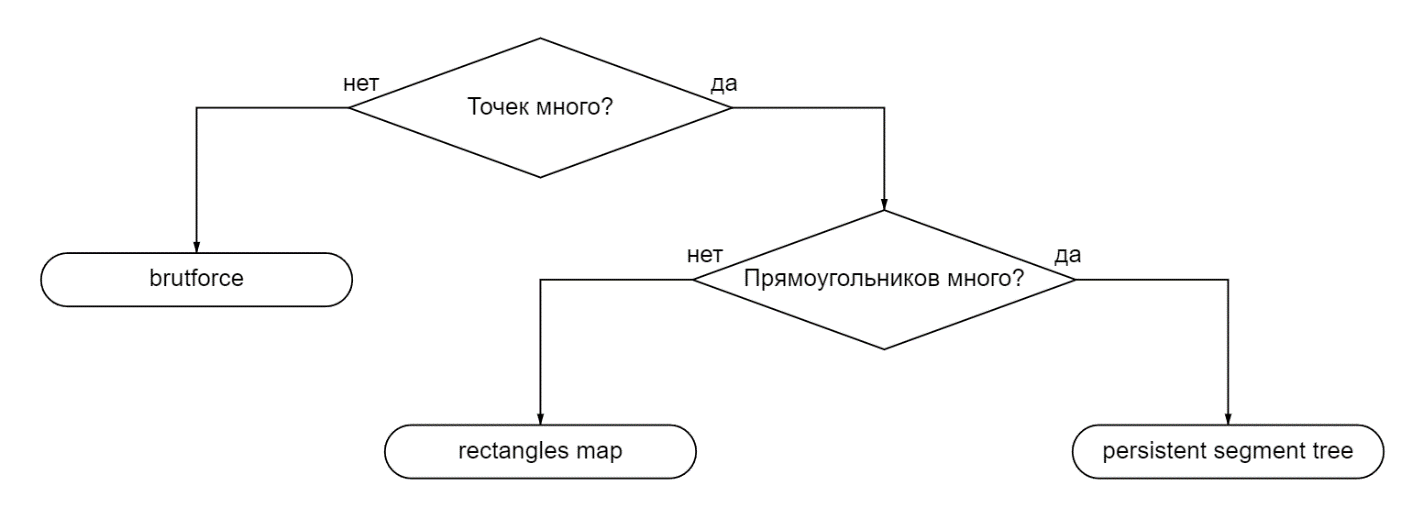 нет
да
Точек много?
нет
да
brutforce
Прямоугольников много?
rectangles map
persistent segment tree